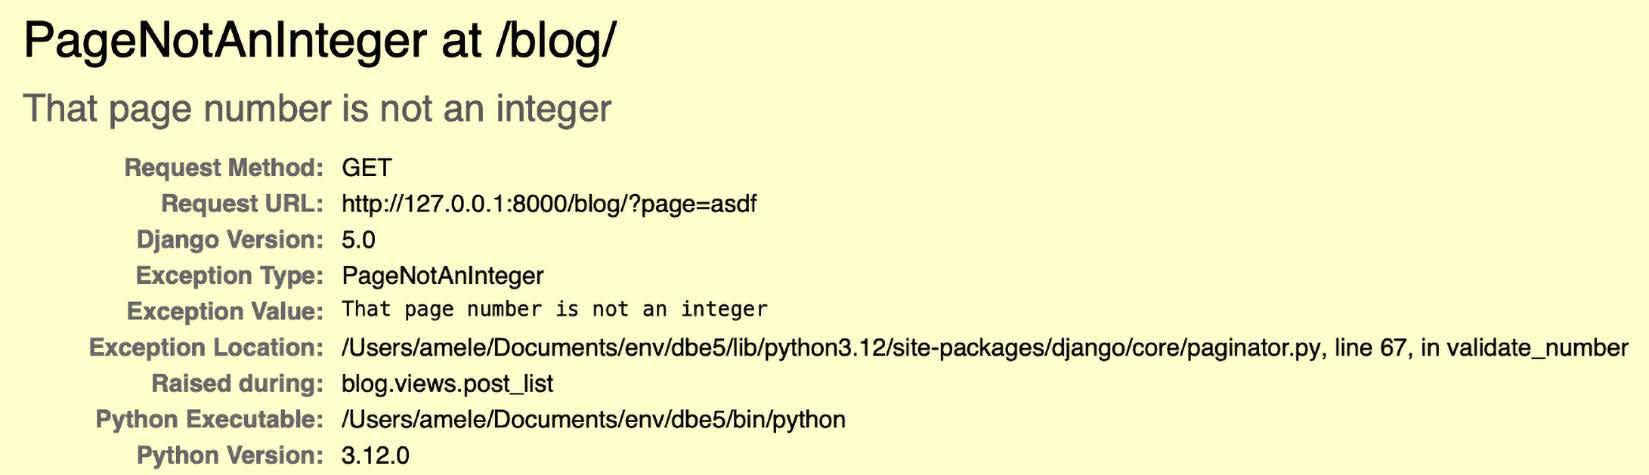 PageNotAnInteger at /blog/
That page number is not an integer
Request Method: GET
Request URL: http://127.0.0.1:8000/blog/?page=asdf
Django Version: 5.0
Exception Type: PageNotAnInteger
Exception Value: That page number is not an integer
Exception Location: /Users/amele/Documents/env/dbe5/lib/python3.12/site-packages/django/core/paginator.py, line 67, in validate_number
Raised during: blog.views.post_list
Python Executable: /Users/amele/Documents/env/dbe5/bin/python
Python Version: 3.12.0